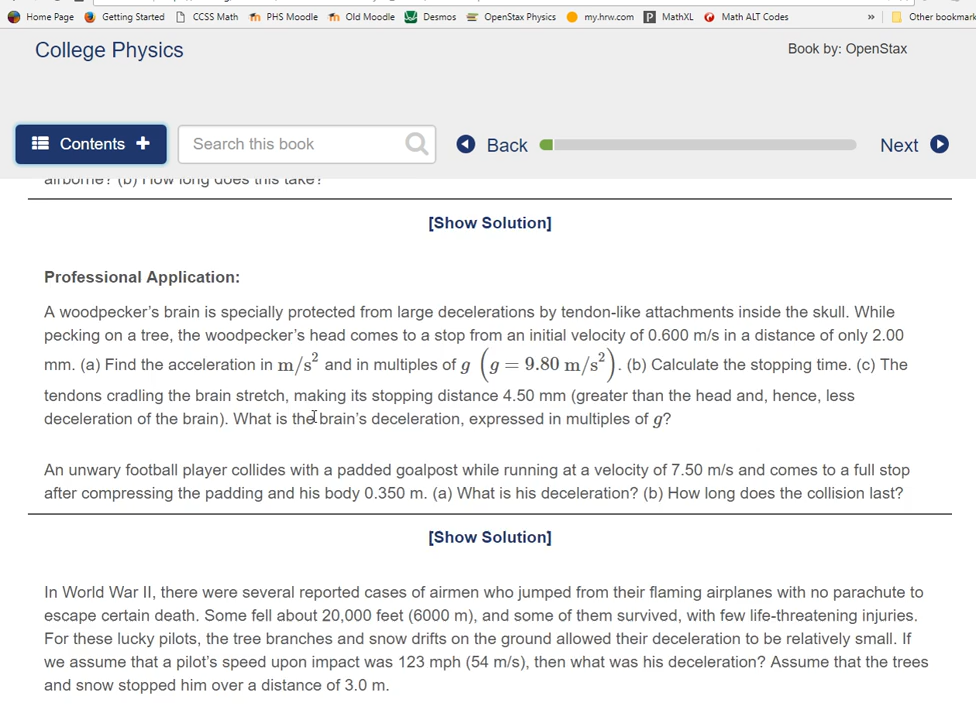 Home Page Getting Started CCSS Math PHS Moodle Old Moodle Desmos OpenStax Physics my.hrw.com MathXL Math ALT Codes » Other bookmark
College Physics
Book by: OpenStax
Contents + Search this book Back Next
airborne? (b) How long does this take?
[Show Solution]
Professional Application:
A woodpecker’s brain is specially protected from large decelerations by tendon-like attachments inside the skull. While
pecking on a tree, the woodpecker’s head comes to a stop from an initial velocity of 0.600 m/s in a distance of only 2.00
mm. (a) Find the acceleration in m/s² and in multiples of g (g = 9.80 m/s²). (b) Calculate the stopping time. (c) The
tendons cradling the brain stretch, making its stopping distance 4.50 mm (greater than the head and, hence, less
deceleration of the brain). What is the brain’s deceleration, expressed in multiples of g?
An unwary football player collides with a padded goalpost while running at a velocity of 7.50 m/s and comes to a full stop
after compressing the padding and his body 0.350 m. (a) What is his deceleration? (b) How long does the collision last?
[Show Solution]
In World War II, there were several reported cases of airmen who jumped from their flaming airplanes with no parachute to
escape certain death. Some fell about 20,000 feet (6000 m), and some of them survived, with few life-threatening injuries.
For these lucky pilots, the tree branches and snow drifts on the ground allowed their deceleration to be relatively small. If
we assume that a pilot’s speed upon impact was 123 mph (54 m/s), then what was his deceleration? Assume that the trees
and snow stopped him over a distance of 3.0 m.